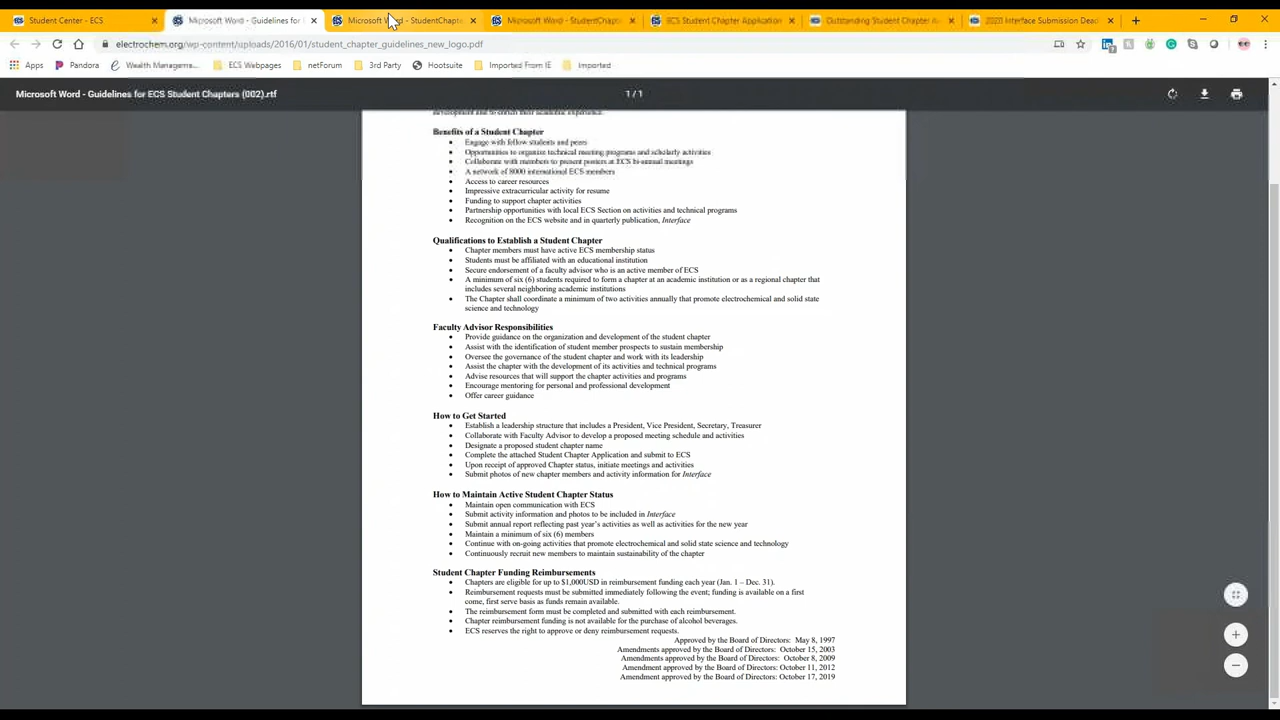 Student Center - ECS
Microsoft Word - Guidelines for
Microsoft Word - StudentChapte
Microsoft Word - StudentChapte
ECS Student Chapter Application
Outstanding Student Chapter A
2020 Interface Submission Dead
electrochem.org/wp-content/uploads/2016/01/student_chapter_guidelines_new_logo.pdf
Apps
Pandora
Wealth Managema...
ECS Webpages
netForum
3rd Party
Hootsuite
Imported From IE
Imported
Microsoft Word - Guidelines for ECS Student Chapters (002).rtf
1 / 1
development and to enrich their academic experience.
Benefits of a Student Chapter
• Engage with fellow students and peers
• Opportunities to organize technical meeting programs and scholarly activities
• Collaborate with members to present posters at ECS bi-annual meetings
• A network of 8000 international ECS members
• Access to career resources
• Impressive extracurricular activity for resume
• Funding to support chapter activities
• Partnership opportunities with local ECS Section on activities and technical programs
• Recognition on the ECS website and in quarterly publication, Interface
Qualifications to Establish a Student Chapter
• Chapter members must have active ECS membership status
• Students must be affiliated with an educational institution
• Secure endorsement of a faculty advisor who is an active member of ECS
• A minimum of six (6) students required to form a chapter at an academic institution or as a regional chapter that
includes several neighboring academic institutions
• The Chapter shall coordinate a minimum of two activities annually that promote electrochemical and solid state
science and technology
Faculty Advisor Responsibilities
• Provide guidance on the organization and development of the student chapter
• Assist with the identification of student member prospects to sustain membership
• Oversee the governance of the student chapter and work with its leadership
• Assist the chapter with the development of its activities and technical programs
• Advise resources that will support the chapter activities and programs
• Encourage mentoring for personal and professional development
• Offer career guidance
How to Get Started
• Establish a leadership structure that includes a President, Vice President, Secretary, Treasurer
• Collaborate with Faculty Advisor to develop a proposed meeting schedule and activities
• Designate a proposed student chapter name
• Complete the attached Student Chapter Application and submit to ECS
• Upon receipt of approved Chapter status, initiate meetings and activities
• Submit photos of new chapter members and activity information for Interface
How to Maintain Active Student Chapter Status
• Maintain open communication with ECS
• Submit activity information and photos to be included in Interface
• Submit annual report reflecting past year's activities as well as activities for the new year
• Maintain a minimum of six (6) members
• Continue with on-going activities that promote electrochemical and solid state science and technology
• Continuously recruit new members to maintain sustainability of the chapter
Student Chapter Funding Reimbursements
• Chapters are eligible for up to $1,000USD in reimbursement funding each year (Jan. 1 – Dec. 31).
• Reimbursement requests must be submitted immediately following the event; funding is available on a first
come, first serve basis as funds remain available.
• The reimbursement form must be completed and submitted with each reimbursement.
• Chapter reimbursement funding is not available for the purchase of alcohol beverages.
• ECS reserves the right to approve or deny reimbursement requests.
Approved by the Board of Directors: May 8, 1997
Amendments approved by the Board of Directors: October 15, 2003
Amendments approved by the Board of Directors: October 8, 2009
Amendment approved by the Board of Directors: October 11, 2012
Amendment approved by the Board of Directors: October 17, 2019